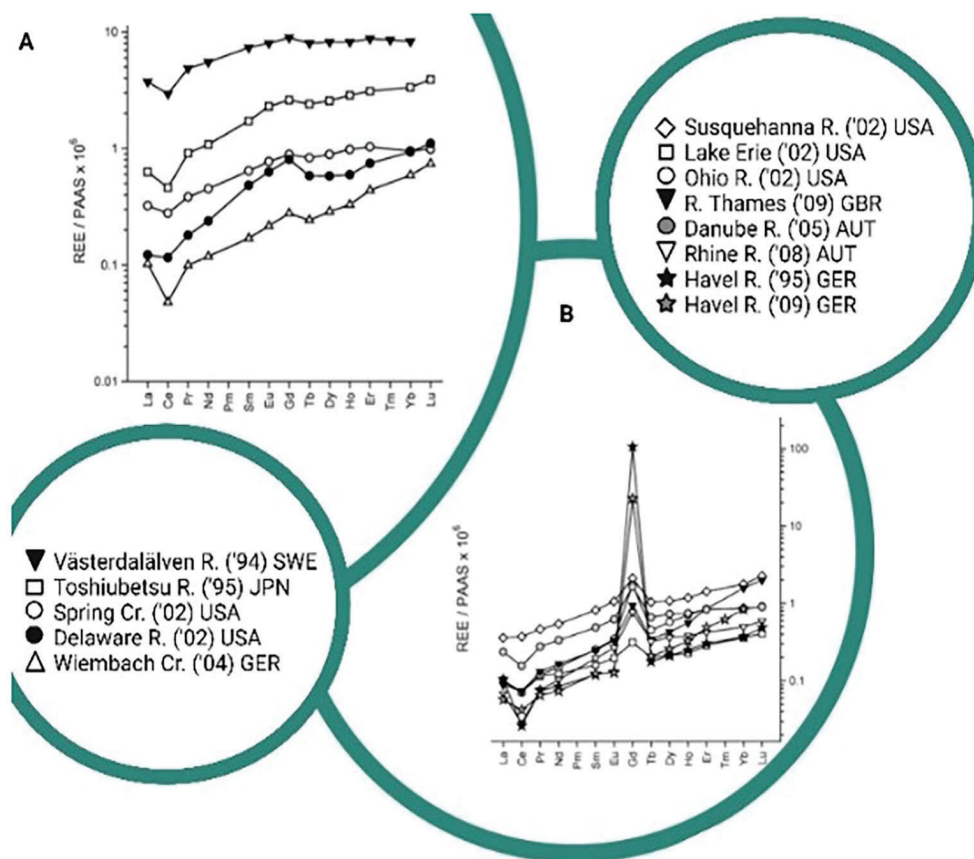 A
10
1
0.1
0.01
REE / PAAS x 10⁶
La Ce Pr Nd Pm Sm Eu Gd Tb Dy Ho Er Tm Yb Lu
Susquehanna R. ('02) USA
Lake Erie ('02) USA
Ohio R. ('02) USA
R. Thames ('09) GBR
Danube R. ('05) AUT
Rhine R. ('08) AUT
Havel R. ('95) GER
Havel R. ('09) GER
B
Västerdalälven R. ('94) SWE
Toshiubetsu R. ('95) JPN
Spring Cr. ('02) USA
Delaware R. ('02) USA
Wiembach Cr. ('04) GER
REE / PAAS x 10⁶
100
10
1
0.1
La Ce Pr Nd Pm Sm Eu Gd Tb Dy Ho Er Tm Yb Lu